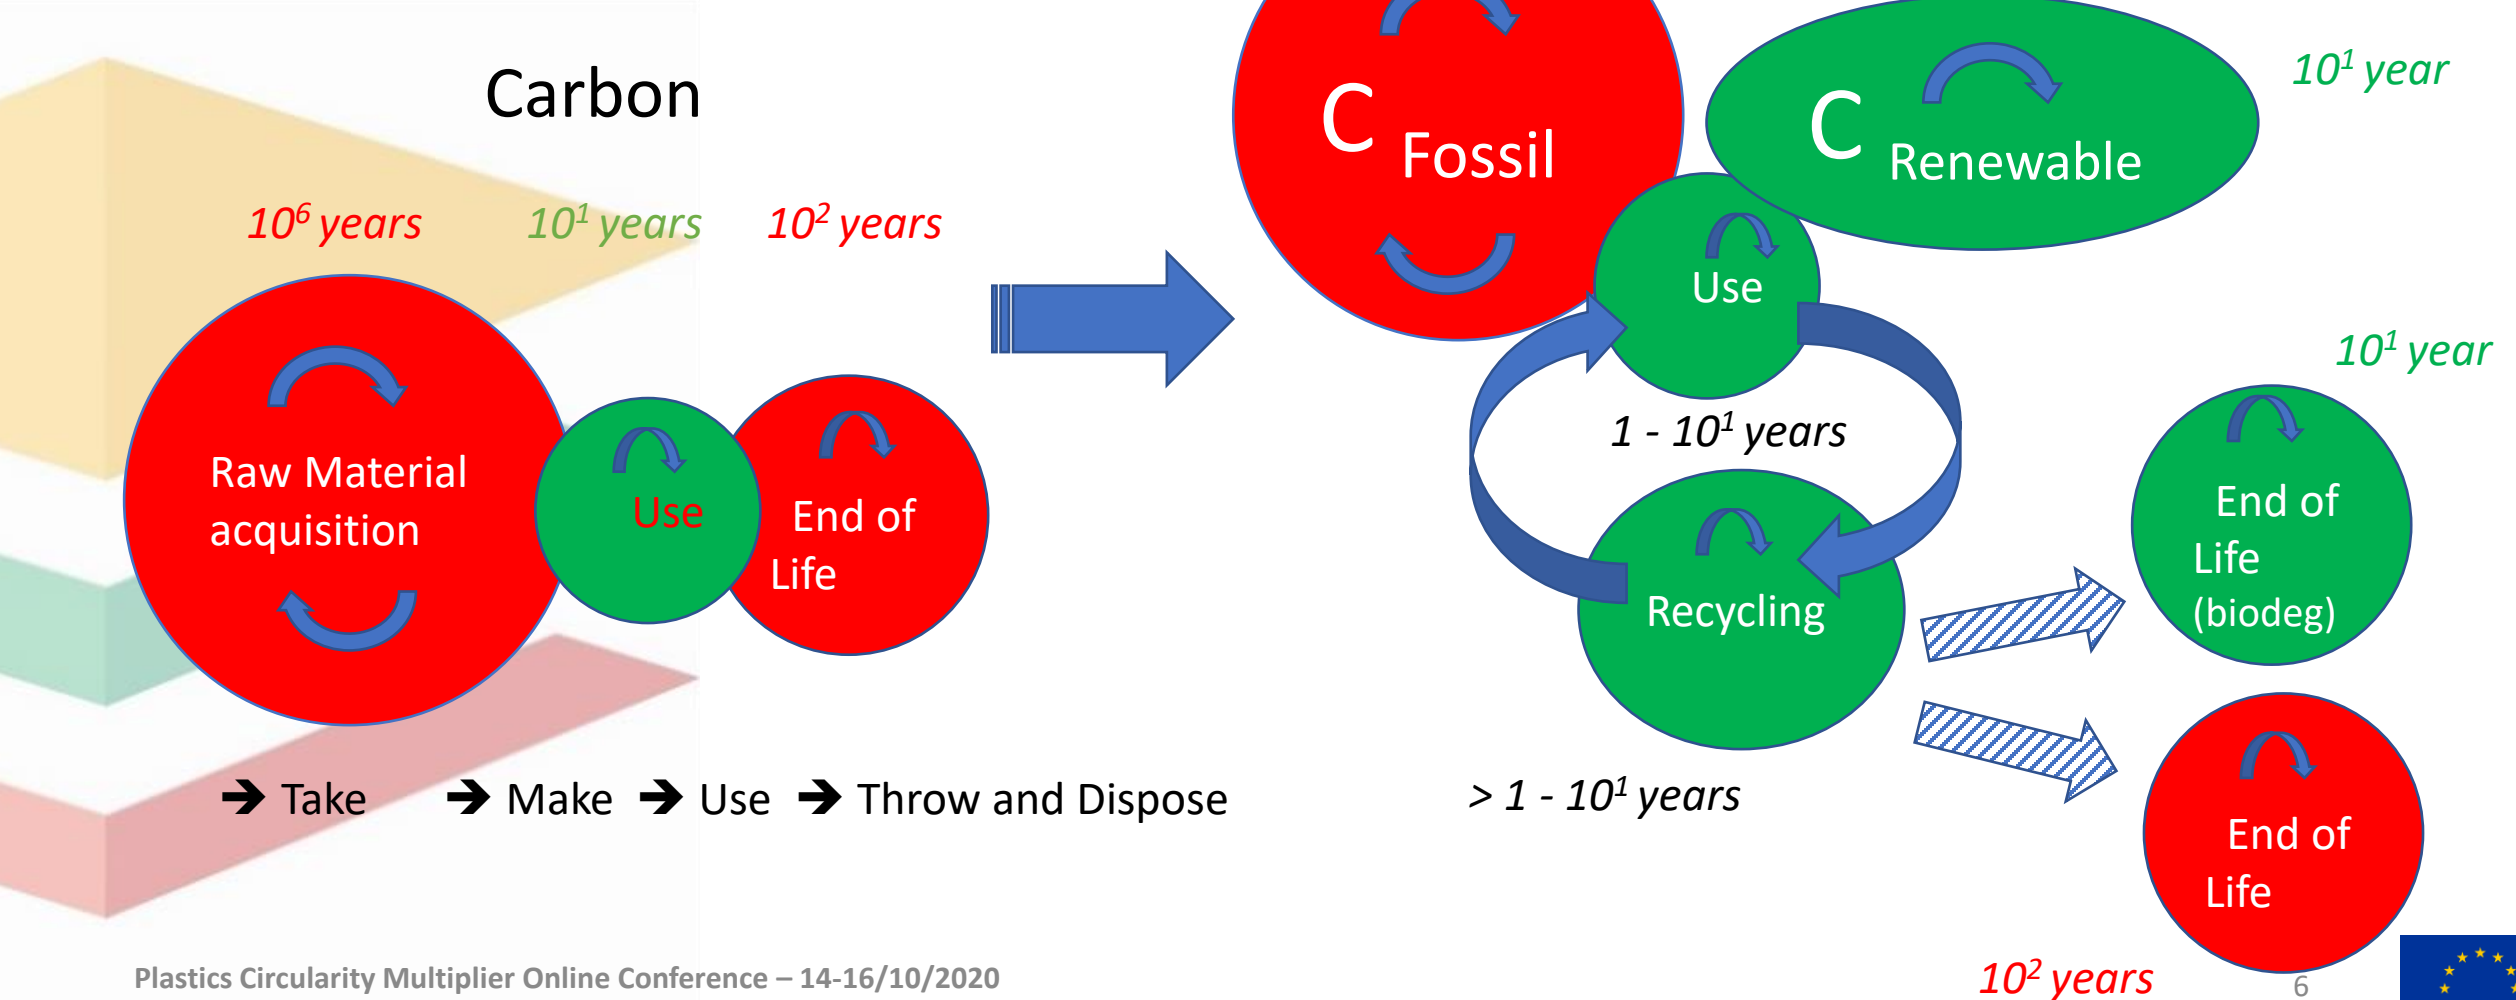 Carbon
10⁶ years
10¹ years
10² years
Raw Material
acquisition
Use
End of
Life
➔ Take ➔ Make ➔ Use ➔ Throw and Dispose
C Fossil
C Renewable
10¹ year
Use
1 - 10¹ years
10¹ year
Recycling
End of
Life
(biodeg)
> 1 - 10¹ years
End of
Life
10² years
Plastics Circularity Multiplier Online Conference – 14-16/10/2020
6